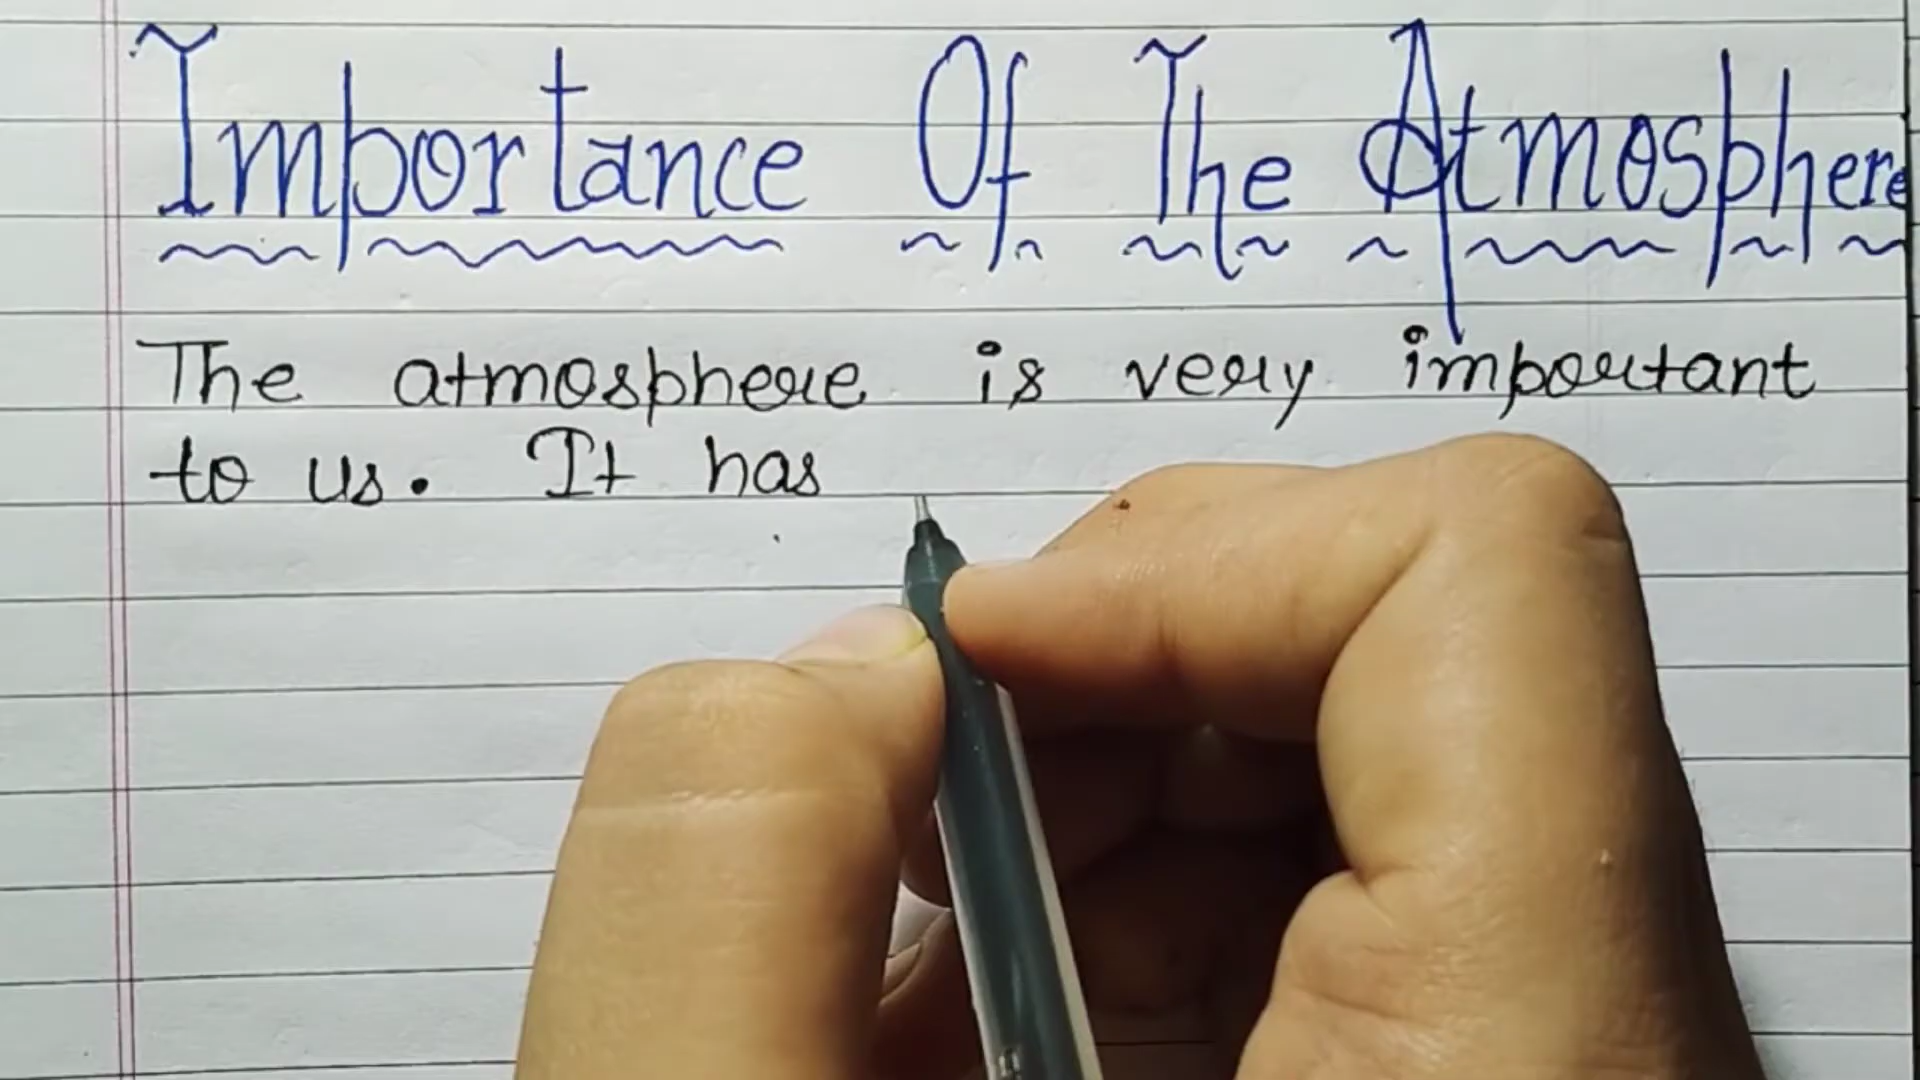 Importance Of The Atmosphere
The atmosphere is very important
to us. It has